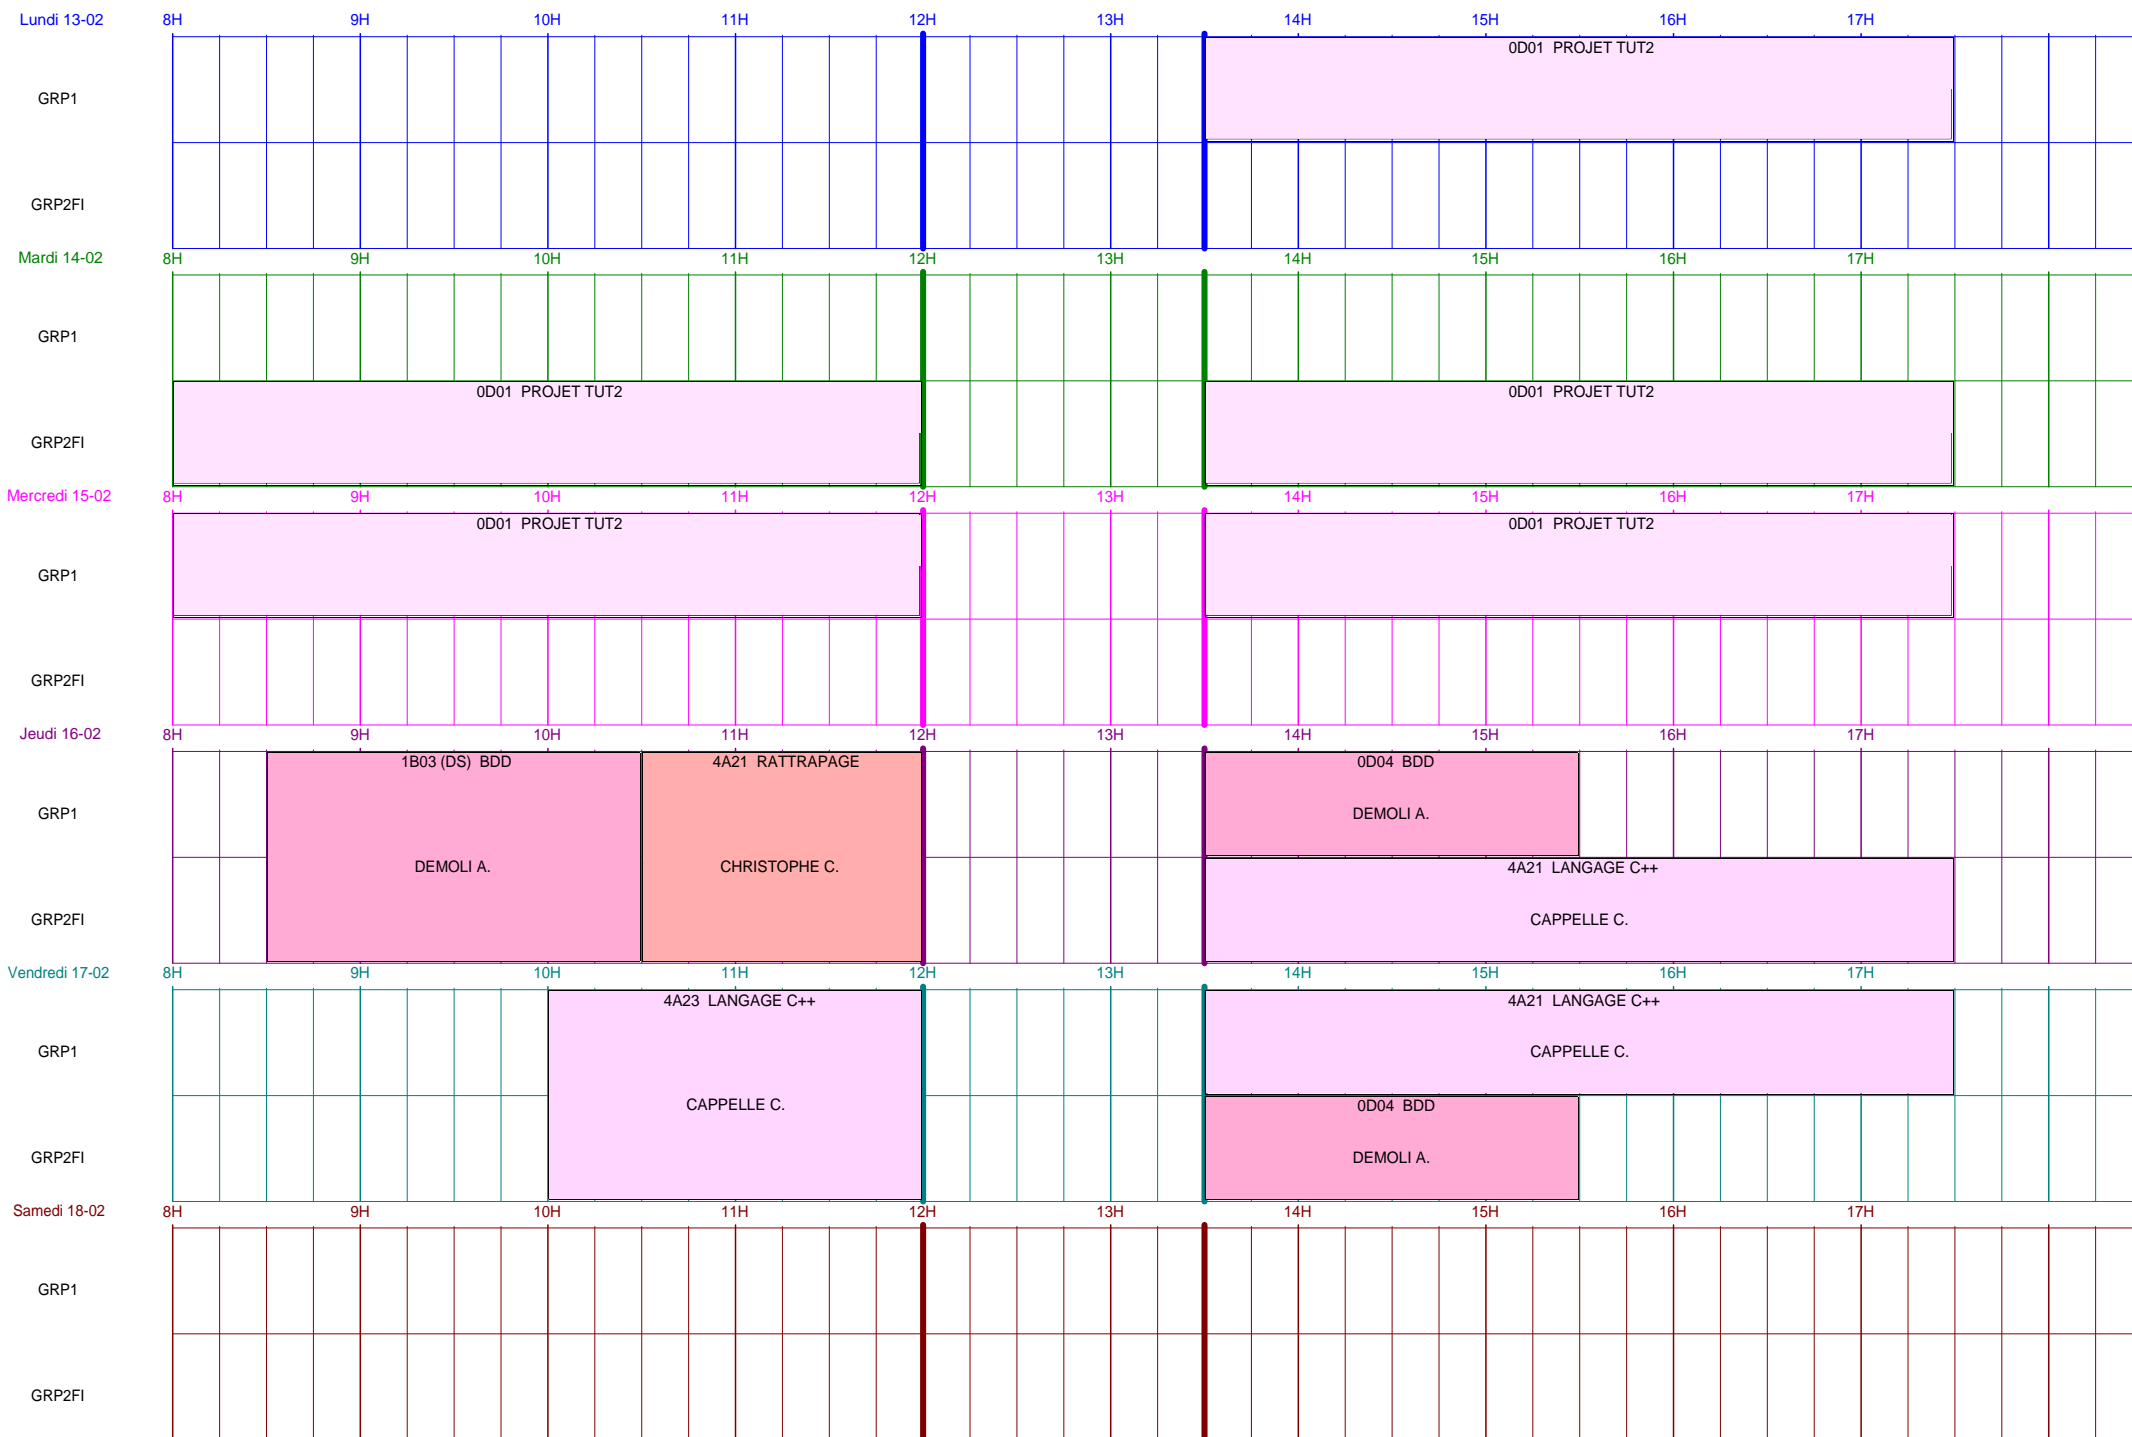 Lundi 13-02 8H 9H 10H 11H 12H 13H 14H 15H 16H 17H
0D01 PROJET TUT2
GRP1
GRP2FI
Mardi 14-02 8H 9H 10H 11H 12H 13H 14H 15H 16H 17H
GRP1
0D01 PROJET TUT2 0D01 PROJET TUT2
GRP2FI
Mercredi 15-02 8H 9H 10H 11H 12H 13H 14H 15H 16H 17H
0D01 PROJET TUT2 0D01 PROJET TUT2
GRP1
GRP2FI
Jeudi 16-02 8H 9H 10H 11H 12H 13H 14H 15H 16H 17H
1B03 (DS) BDD 4A21 RATTRAPAGE 0D04 BDD
GRP1 DEMOLI A.
DEMOLI A. CHRISTOPHE C. 4A21 LANGAGE C++
GRP2FI CAPPELLE C.
Vendredi 17-02 8H 9H 10H 11H 12H 13H 14H 15H 16H 17H
4A23 LANGAGE C++ 4A21 LANGAGE C++
GRP1 CAPPELLE C.
CAPPELLE C. 0D04 BDD
GRP2FI DEMOLI A.
Samedi 18-02 8H 9H 10H 11H 12H 13H 14H 15H 16H 17H
GRP1
GRP2FI